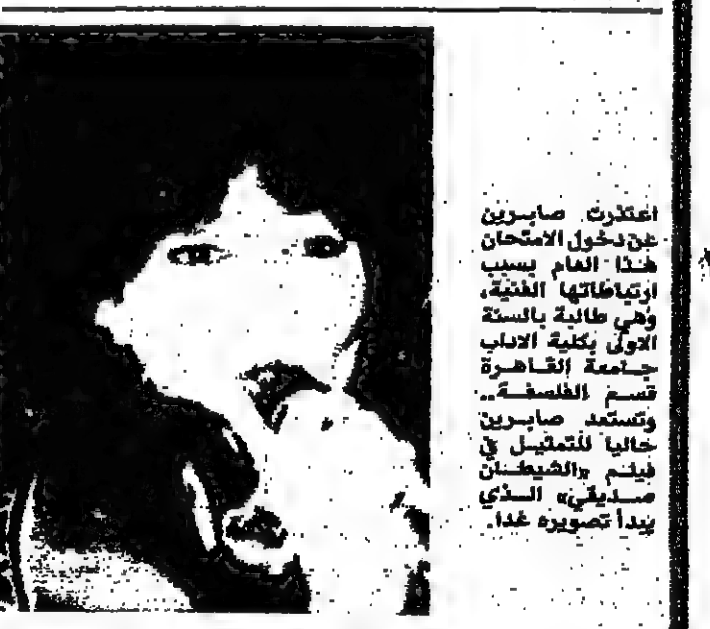 اعتذرت صابرين
عن دخول الامتحان
هذا العام بسبب
ارتباطاتها الفنية،
وهي طالبة بالسنة
الاولى بكلية الاداب
جامعة القاهرة
قسم الفلسفة..
وتستعد صابرين
حاليا للتمثيل في
فيلم «الشيطان
صديقي» الذي
يبدأ تصويره غدا.